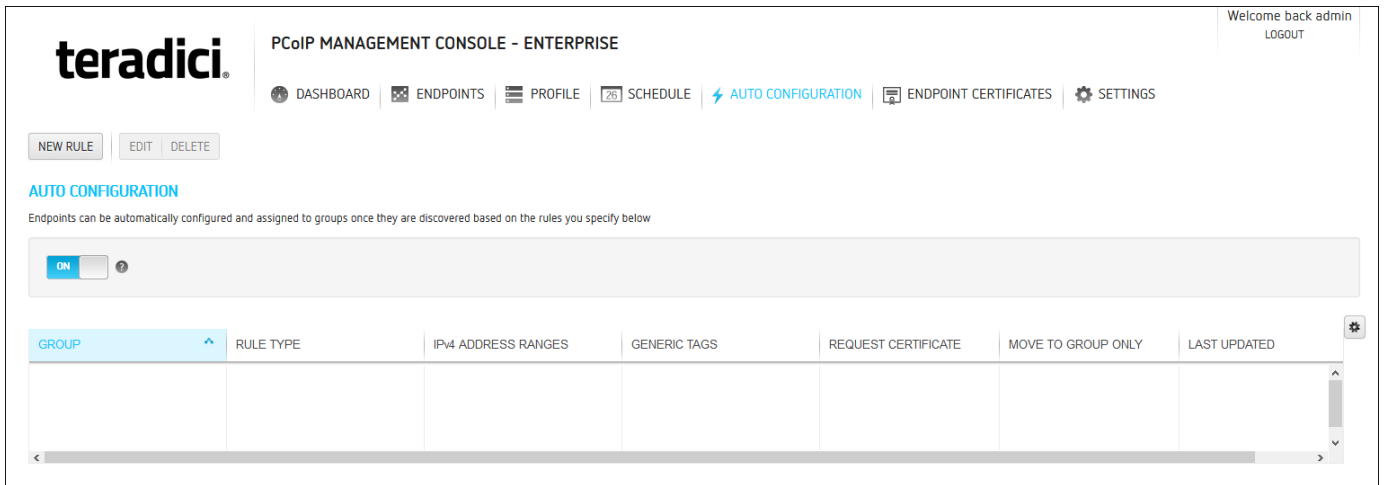 Welcome back admin
LOGOUT
teradici®
PCoIP MANAGEMENT CONSOLE - ENTERPRISE
DASHBOARD ENDPOINTS PROFILE 26 SCHEDULE AUTO CONFIGURATION ENDPOINT CERTIFICATES SETTINGS
NEW RULE EDIT DELETE
AUTO CONFIGURATION
Endpoints can be automatically configured and assigned to groups once they are discovered based on the rules you specify below
ON ?
GROUP RULE TYPE IPv4 ADDRESS RANGES GENERIC TAGS REQUEST CERTIFICATE MOVE TO GROUP ONLY LAST UPDATED